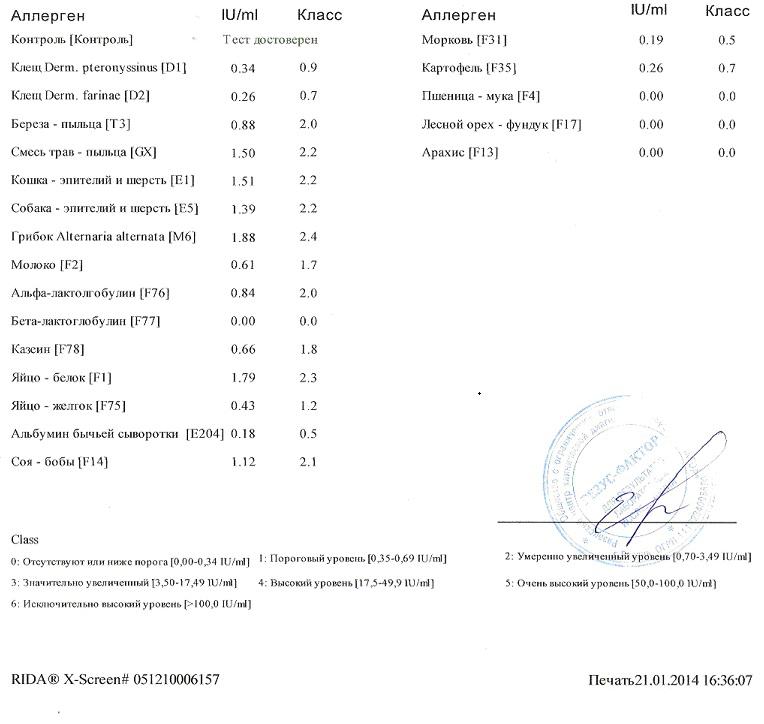 Аллерген IU/ml Класс
Контроль [Контроль] Тест достоверен
Клещ Derm. pteronyssinus [D1] 0.34 0.9
Клещ Derm. farinae [D2] 0.26 0.7
Береза - пыльца [T3] 0.88 2.0
Смесь трав - пыльца [GX] 1.50 2.2
Кошка - эпителий и шерсть [E1] 1.51 2.2
Собака - эпителий и шерсть [E5] 1.39 2.2
Грибок Alternaria alternata [M6] 1.88 2.4
Молоко [F2] 0.61 1.7
Альфа-лактолгобулин [F76] 0.84 2.0
Бета-лактоглобулин [F77] 0.00 0.0
Казеин [F78] 0.66 1.8
Яйцо - белок [F1] 1.79 2.3
Яйцо - желток [F75] 0.43 1.2
Альбумин бычьей сыворотки [E204] 0.18 0.5
Соя - бобы [F14] 1.12 2.1
Аллерген IU/ml Класс
Морковь [F31] 0.19 0.5
Картофель [F35] 0.26 0.7
Пшеница - мука [F4] 0.00 0.0
Лесной орех - фундук [F17] 0.00 0.0
Арахис [F13] 0.00 0.0
РЕЗУС-ФАКТОР
Class
0: Отсутствуют или ниже порога [0,00-0,34 IU/ml] 1: Пороговый уровень [0,35-0,69 IU/ml] 2: Умеренно увеличенный уровень [0,70-3,49 IU/ml]
3: Значительно увеличенный [3,50-17,49 IU/ml] 4: Высокий уровень [17,5-49,9 IU/ml] 5: Очень высокий уровень [50,0-100,0 IU/ml]
6: Исключительно высокий уровень [>100,0 IU/ml]
RIDA® X-Screen# 051210006157 Печать21.01.2014 16:36:07